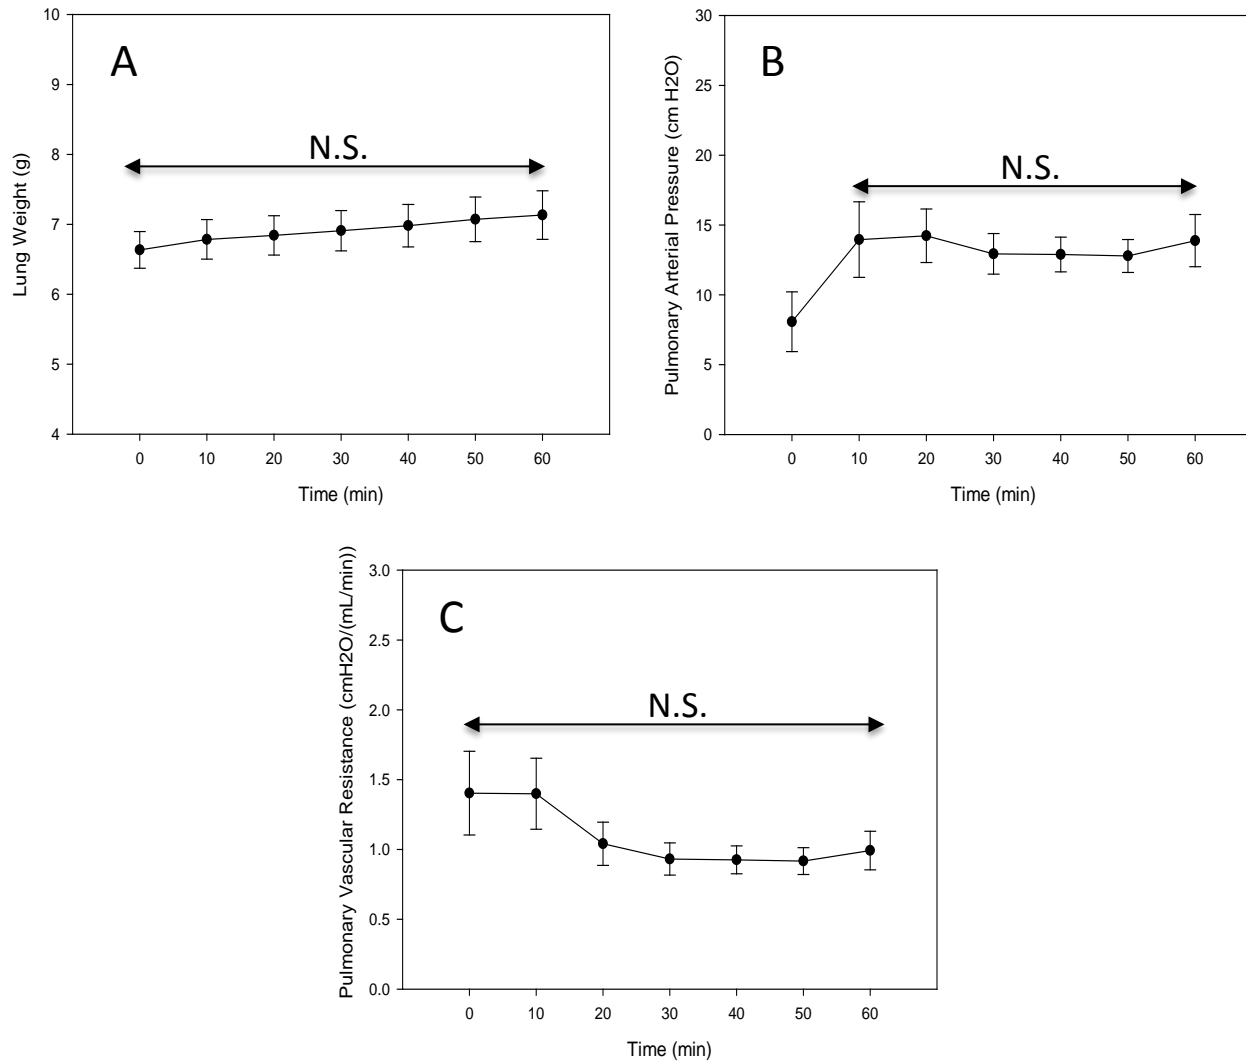 A
Lung Weight (g)
10
9
8
7
6
5
4
N.S.
0 10 20 30 40 50 60
Time (min)
B
Pulmonary Arterial Pressure (cm H2O)
30
25
20
15
10
5
0
N.S.
0 10 20 30 40 50 60
Time (min)
C
Pulmonary Vascular Resistance (cmH2O/(mL/min))
3.0
2.5
2.0
1.5
1.0
0.5
0.0
N.S.
0 10 20 30 40 50 60
Time (min)